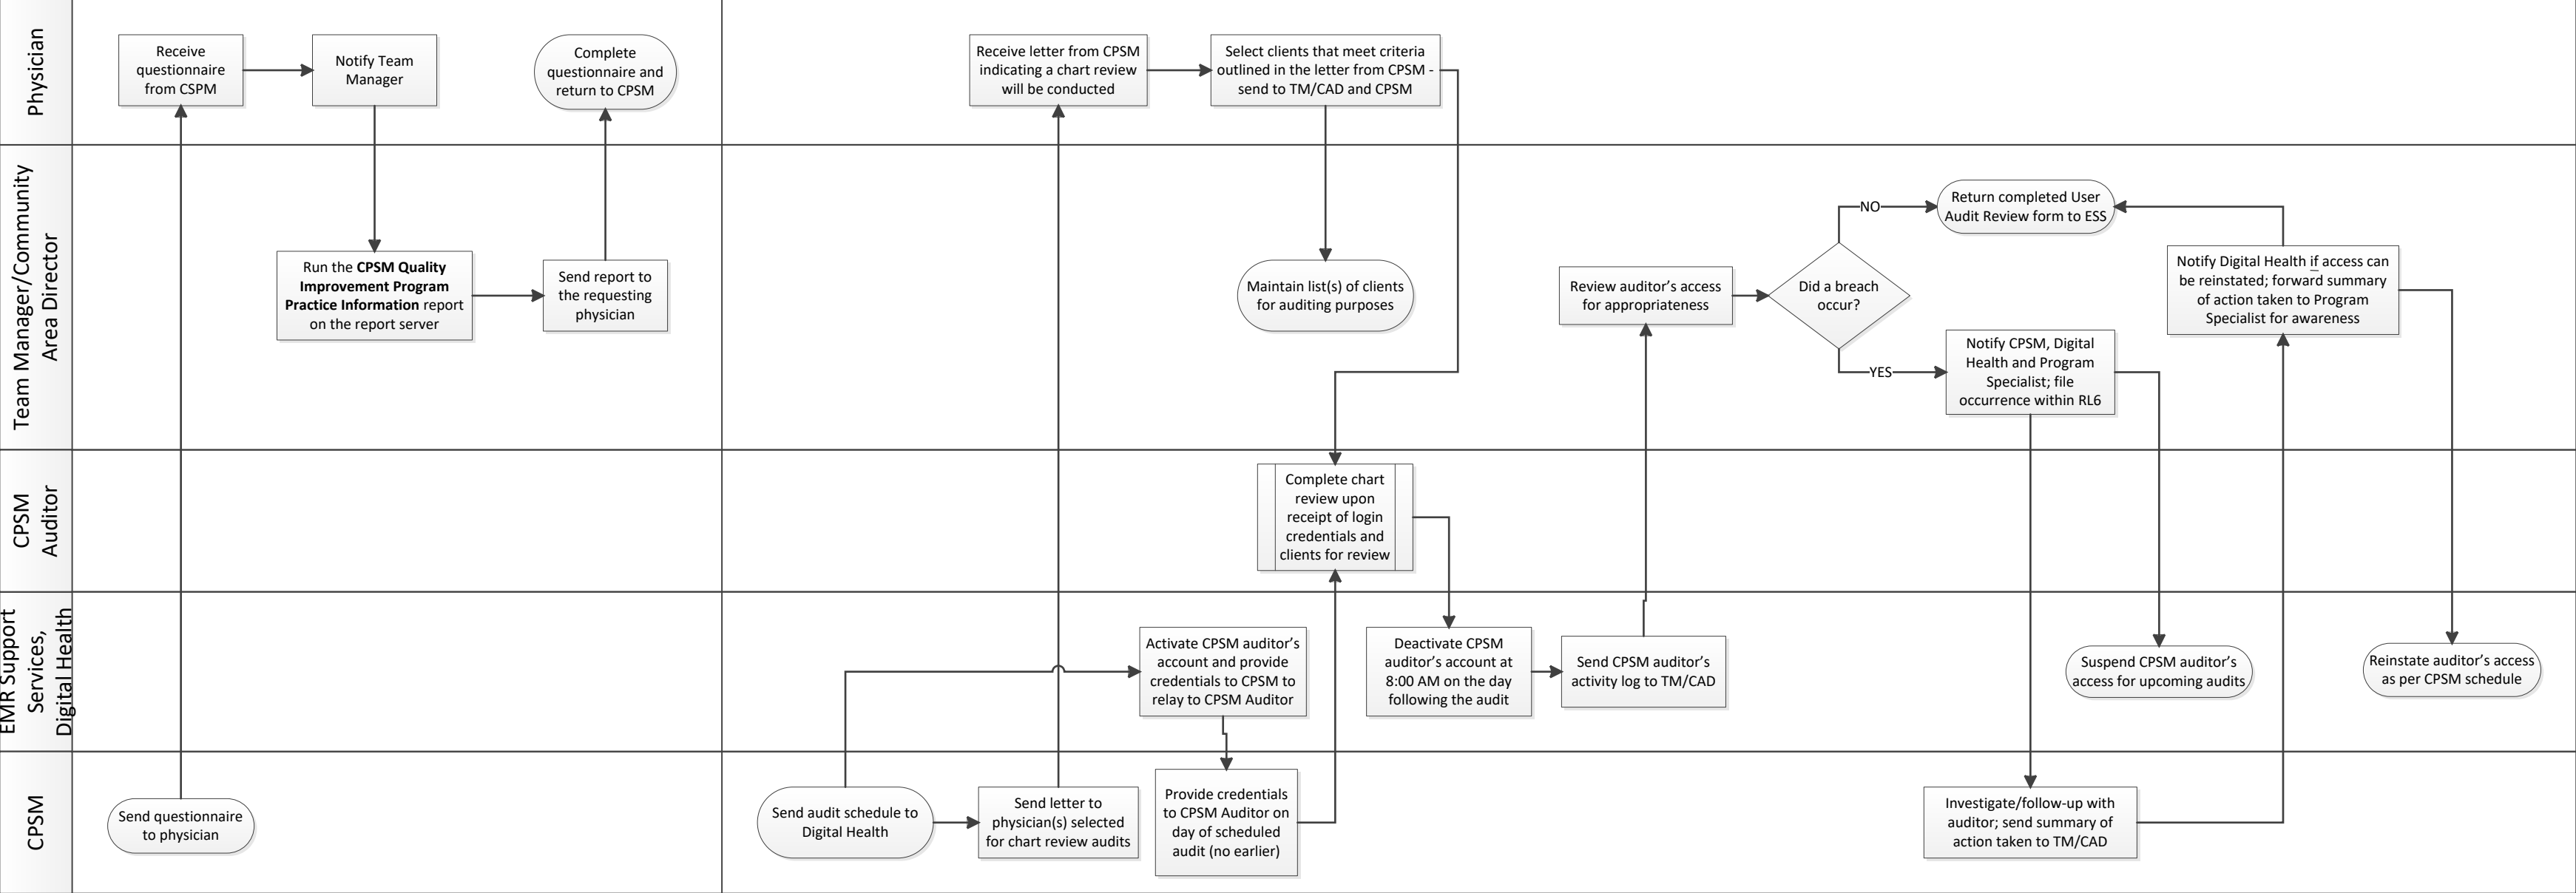 Physician
Receive
questionnaire
from CSPM
Notify Team
Manager
Complete
questionnaire and
return to CPSM
Receive letter from CPSM
indicating a chart review
will be conducted
Select clients that meet criteria
outlined in the letter from CPSM -
send to TM/CAD and CPSM
Team Manager/Community
Area Director
Run the CPSM Quality
Improvement Program
Practice Information report
on the report server
Send report to
the requesting
physician
Maintain list(s) of clients
for auditing purposes
Review auditor’s access
for appropriateness
Did a breach
occur?
NO
YES
Return completed User
Audit Review form to ESS
Notify CPSM, Digital
Health and Program
Specialist; file
occurrence within RL6
Notify Digital Health if access can
be reinstated; forward summary
of action taken to Program
Specialist for awareness
CPSM
Auditor
Complete chart
review upon
receipt of login
credentials and
clients for review
EMR Support
Services,
Digital Health
Activate CPSM auditor’s
account and provide
credentials to CPSM to
relay to CPSM Auditor
Deactivate CPSM
auditor’s account at
8:00 AM on the day
following the audit
Send CPSM auditor’s
activity log to TM/CAD
Suspend CPSM auditor’s
access for upcoming audits
Reinstate auditor’s access
as per CPSM schedule
CPSM
Send questionnaire
to physician
Send audit schedule to
Digital Health
Send letter to
physician(s) selected
for chart review audits
Provide credentials
to CPSM Auditor on
day of scheduled
audit (no earlier)
Investigate/follow-up with
auditor; send summary of
action taken to TM/CAD